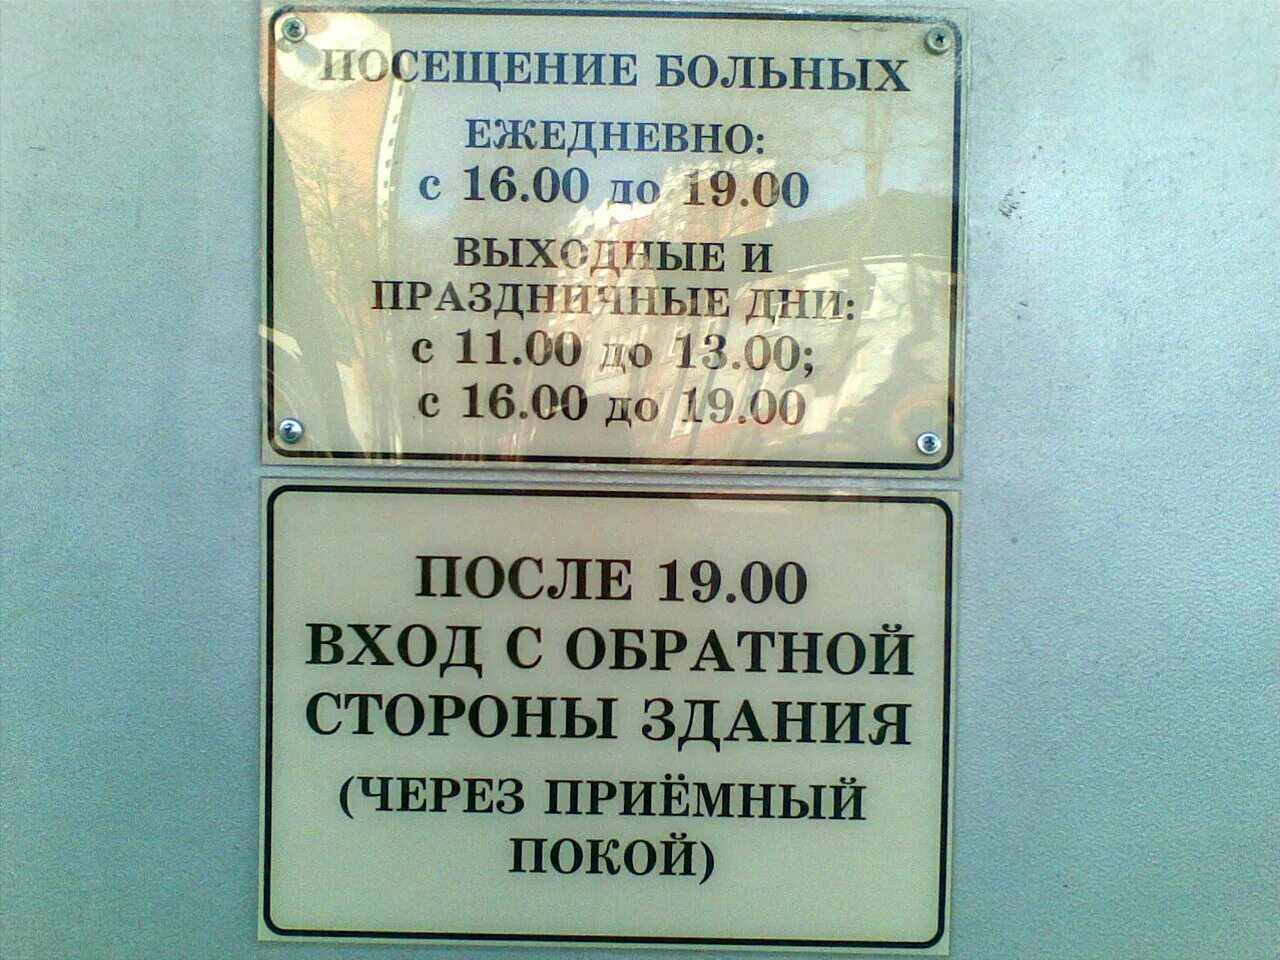 ПОСЕЩЕНИЕ БОЛЬНЫХ
ЕЖЕДНЕВНО:
с 16.00 до 19.00
ВЫХОДНЫЕ И
ПРАЗДНИЧНЫЕ ДНИ:
с 11.00 до 13.00;
с 16.00 до 19.00
ПОСЛЕ 19.00
ВХОД С ОБРАТНОЙ
СТОРОНЫ ЗДАНИЯ
(ЧЕРЕЗ ПРИЁМНЫЙ
ПОКОЙ)